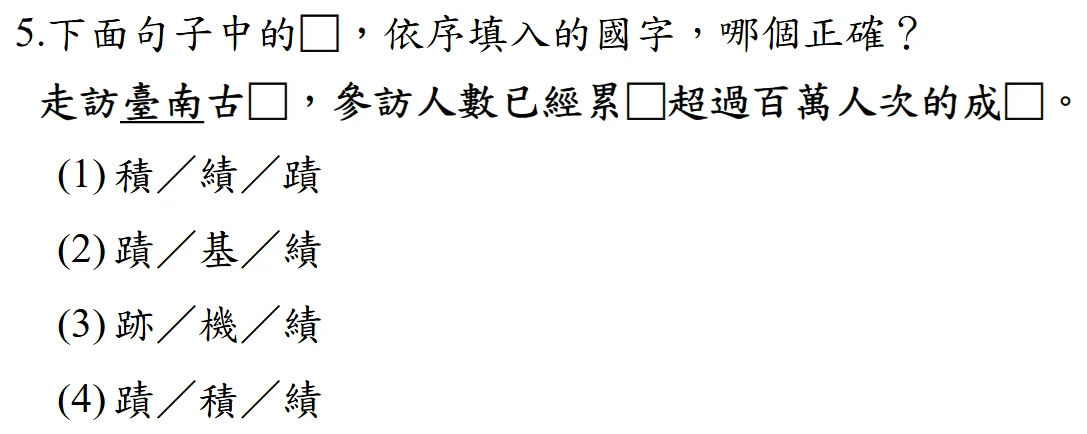 5.下面句子中的□，依序填入的國字，哪個正確？
走訪臺南古□，參訪人數已經累□超過百萬人次的成□。
(1)積／績／蹟
(2)蹟／基／績
(3)跡／機／績
(4)蹟／積／績